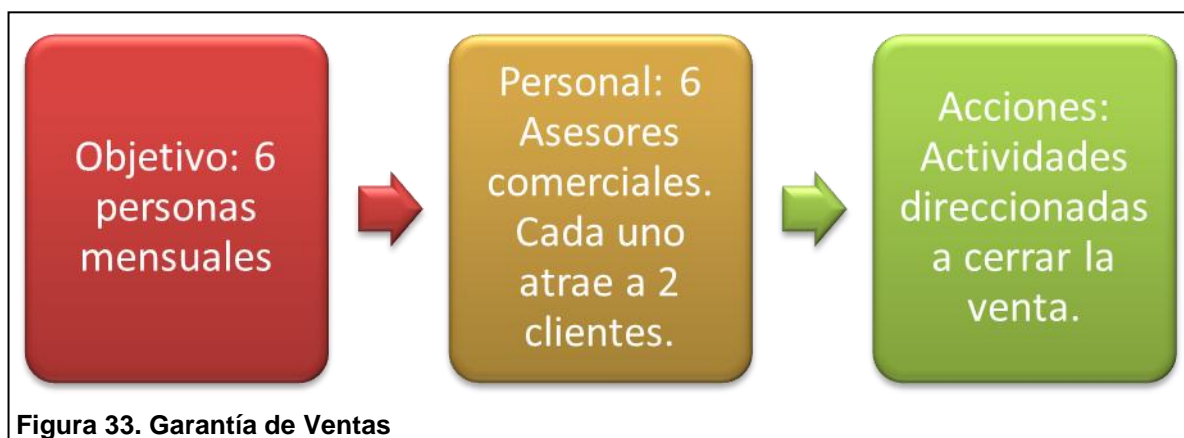 Objetivo: 6
personas
mensuales
Personal: 6
Asesores
comerciales.
Cada uno
atrae a 2
clientes.
Acciones:
Actividades
direccionadas
a cerrar la
venta.
Figura 33. Garantía de Ventas